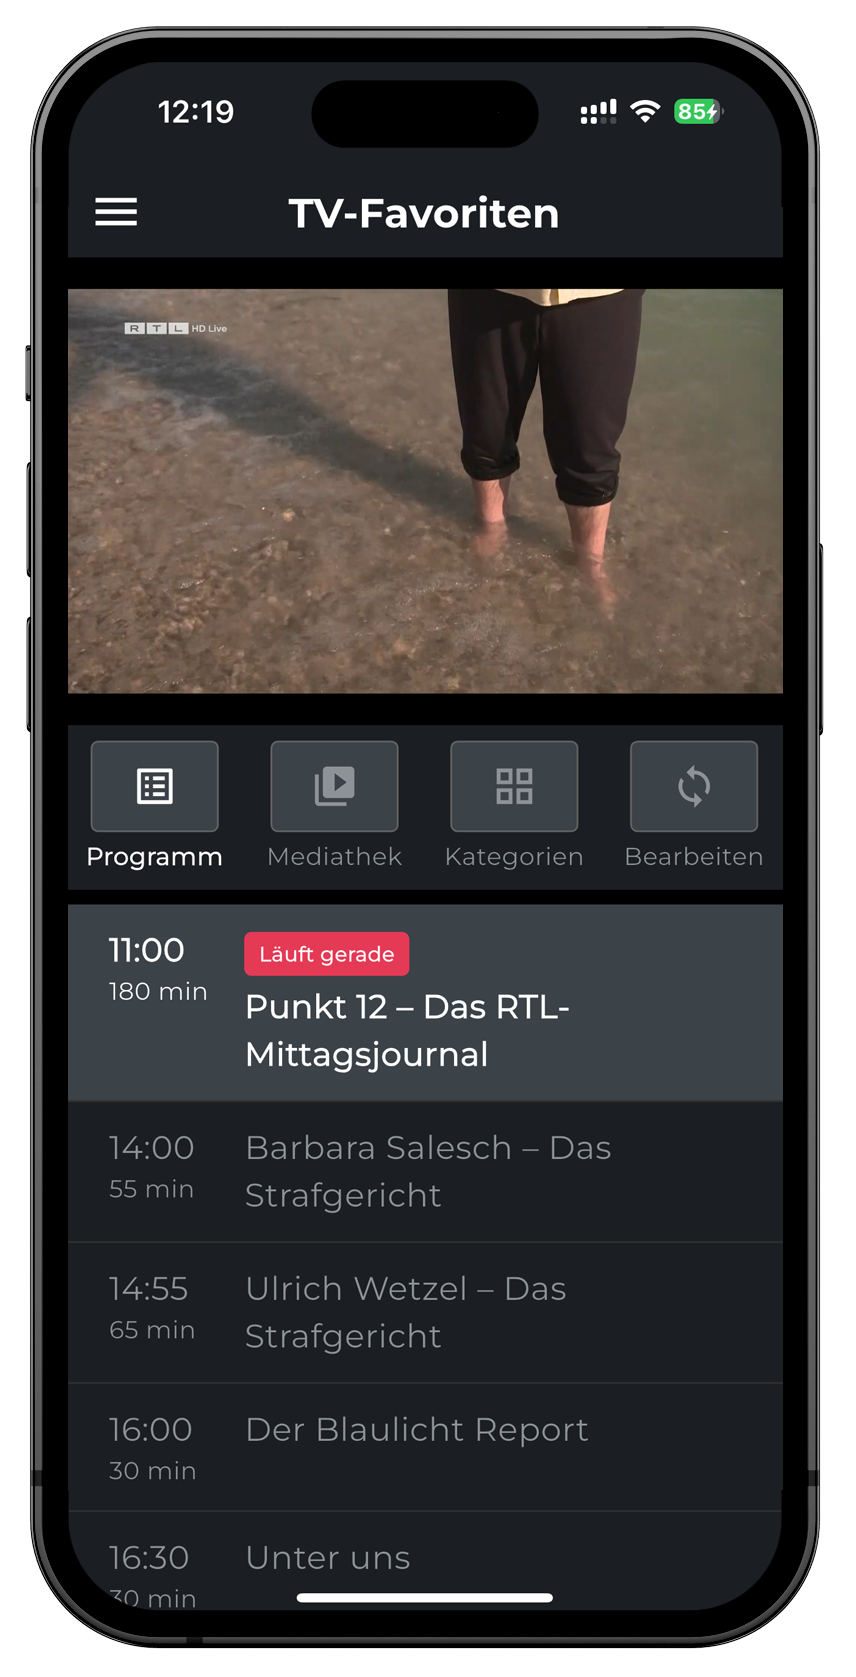 12:19
85
TV-Favoriten
RTL HD Live
Programm
Mediathek
Kategorien
Bearbeiten
11:00
Läuft gerade
180 min
Punkt 12 – Das RTL-
Mittagsjournal
14:00
Barbara Salesch – Das
55 min
Strafgericht
14:55
Ulrich Wetzel – Das
65 min
Strafgericht
16:00
Der Blaulicht Report
30 min
16:30
Unter uns
30 min